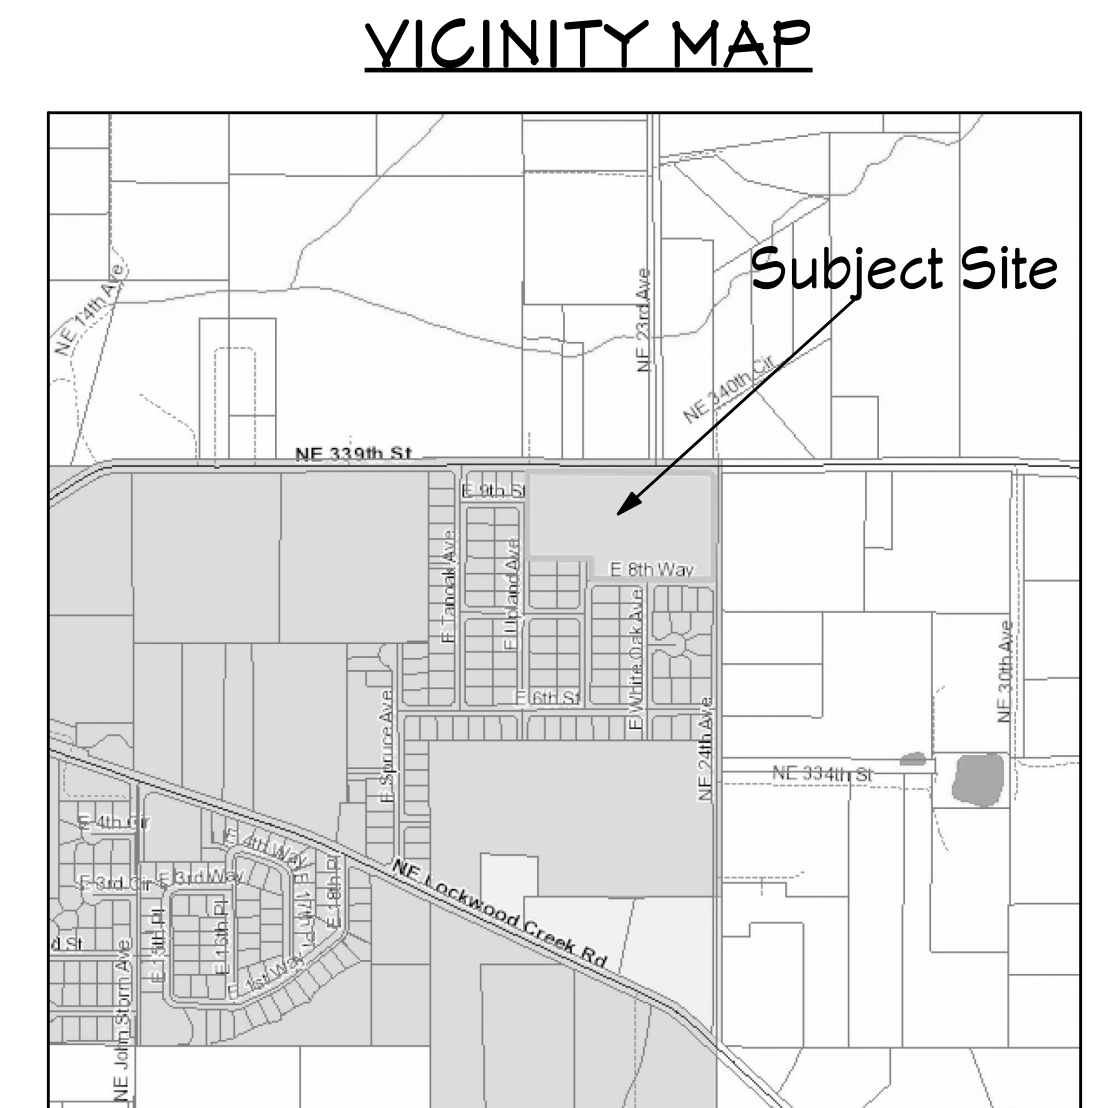 VICINITY MAP
Subject Site
NE 14th Ave
NE 23rd Ave
NE 340th Cir
NE 339th St
E 9th St
E Tanoak Ave
E Upland Ave
E 8th Way
E White Oak Ave
NE 30th Ave
E 6th St
E Spruce Ave
NE 24th Ave
NE 334th St
E 4th Cir
E 4th Way
E 3rd Cir
E 3rd Way
E 18th Pl
E 17th Pl
NE Lockwood Creek Rd
d St
E 15th Pl
E 16th Pl
E 1st Way
NE John Storm Ave